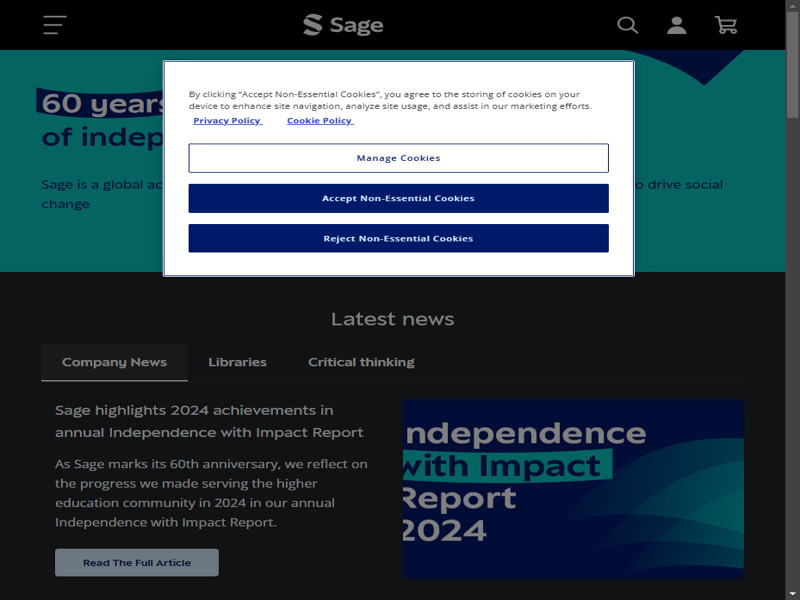 Sage
By clicking “Accept Non-Essential Cookies”, you agree to the storing of cookies on your
device to enhance site navigation, analyze site usage, and assist in our marketing efforts.
Privacy Policy Cookie Policy
Manage Cookies
Accept Non-Essential Cookies
Reject Non-Essential Cookies
60 years
of indep
Sage is a global ac
o drive social
change
Latest news
Company News Libraries Critical thinking
Sage highlights 2024 achievements in
annual Independence with Impact Report
As Sage marks its 60th anniversary, we reflect on
the progress we made serving the higher
education community in 2024 in our annual
Independence with Impact Report.
Read The Full Article
ndependence
with Impact
Report
2024